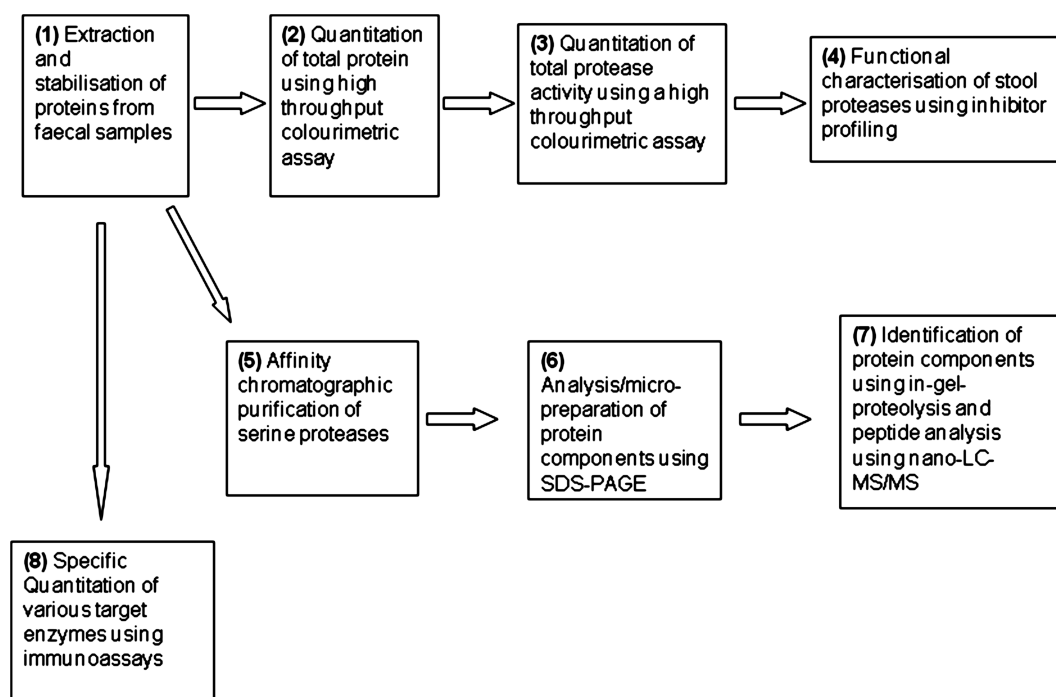 (1) Extraction
and
stabilisation of
proteins from
faecal samples
(2) Quantitation
of total protein
using high
throughput
colourimetric
assay
(3) Quantitation of
total protease
activity using a high
throughput
colourimetric assay
(4) Functional
characterisation of stool
proteases using inhibitor
profiling
(5) Affinity
chromatographic
purification of
serine proteases
(6)
Analysis/micro-
preparation of
protein
components using
SDS-PAGE
(7) Identification of
protein components
using in-gel-
proteolysis and
peptide analysis
using nano-LC-
MS/MS
(8) Specific
Quantitation of
various target
enzymes using
immunoassays